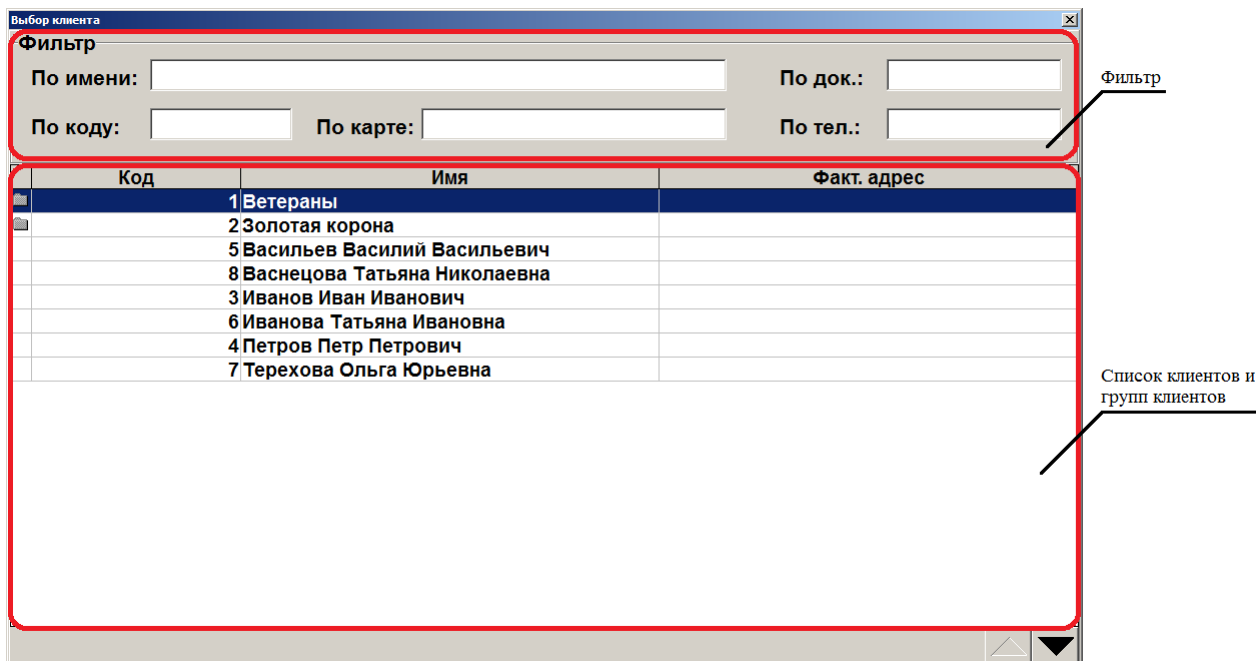 Выбор клиента
Фильтр
По имени:
По док.:
По коду:
По карте:
По тел.:
Фильтр
Код Имя Факт. адрес
1 Ветераны
2 Золотая корона
5 Васильев Василий Васильевич
8 Васнецова Татьяна Николаевна
3 Иванов Иван Иванович
6 Иванова Татьяна Ивановна
4 Петров Петр Петрович
7 Терехова Ольга Юрьевна
Список клиентов и
групп клиентов